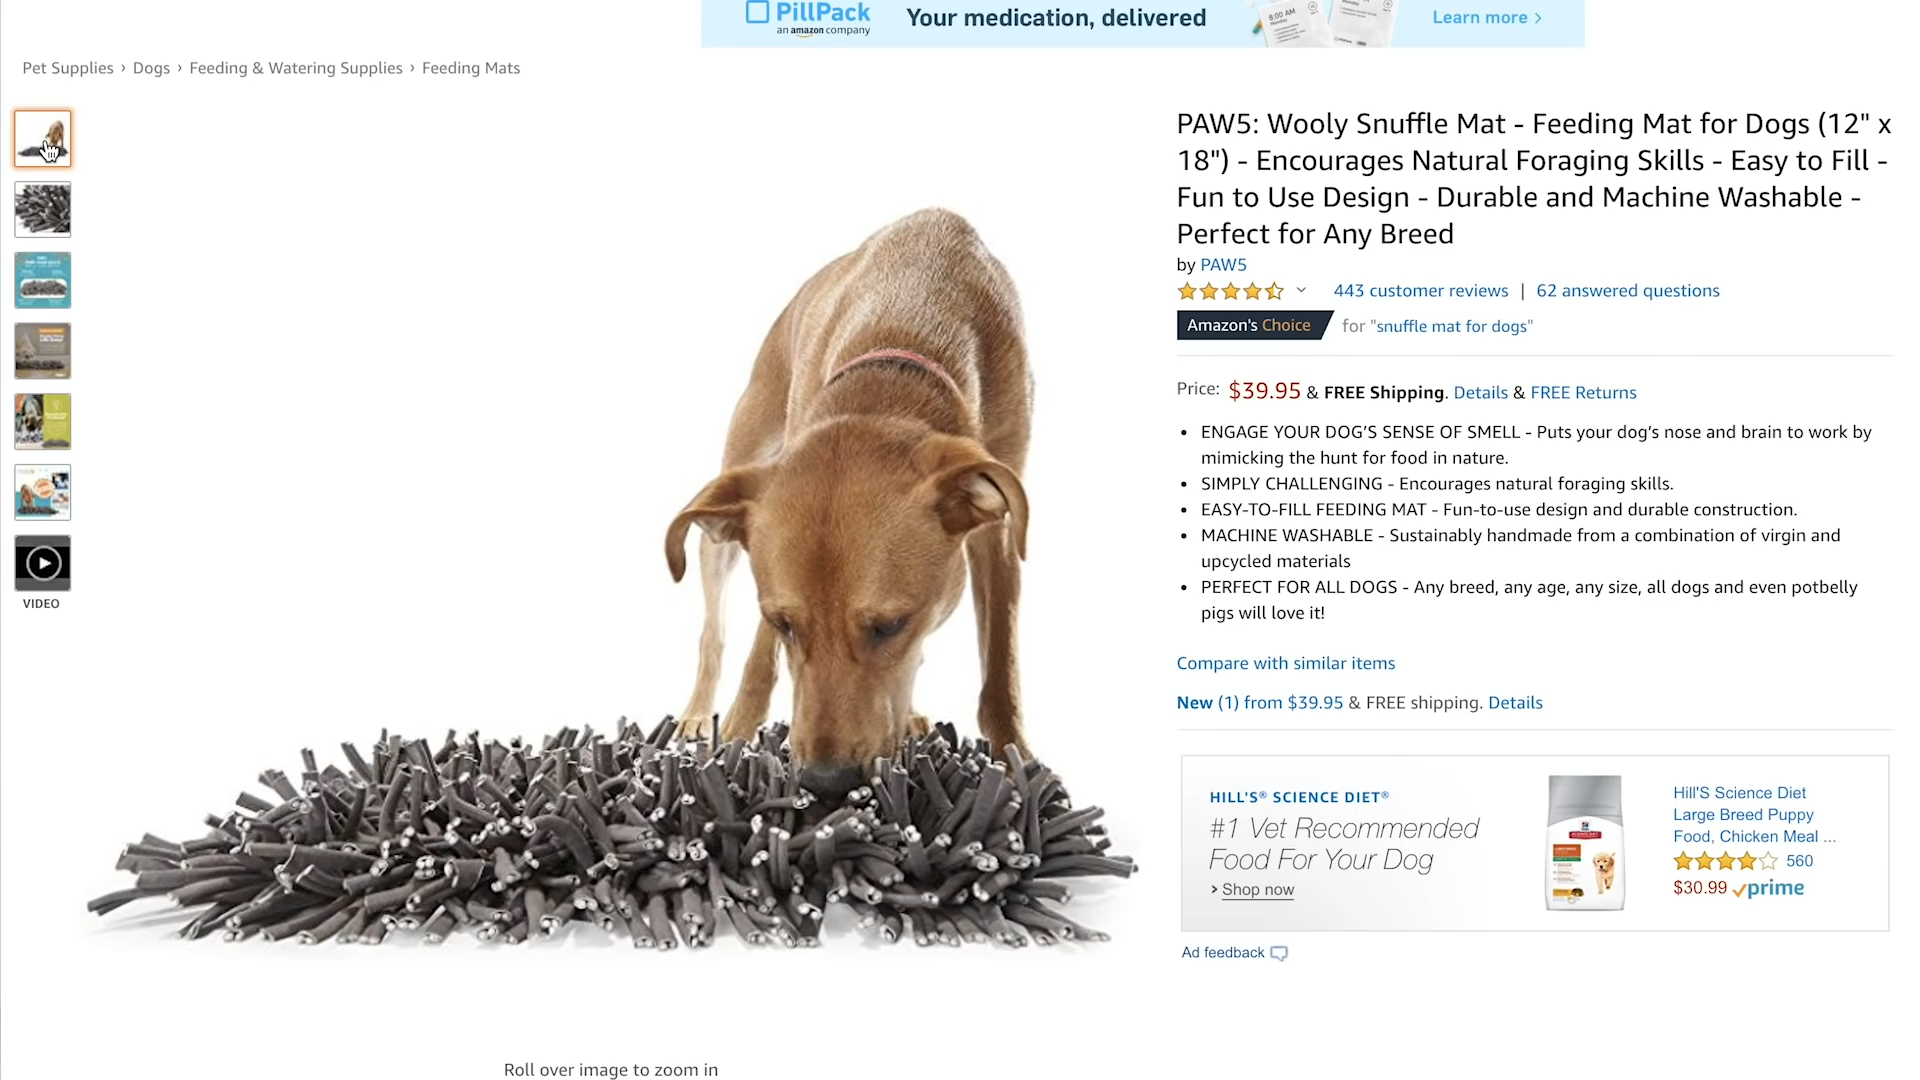 PillPack
an amazon company
Your medication, delivered
8:00 AM
Monday
Learn more ›
Pet Supplies › Dogs › Feeding & Watering Supplies › Feeding Mats
PAW5: Wooly Snuffle Mat - Feeding Mat for Dogs (12" x
18") - Encourages Natural Foraging Skills - Easy to Fill -
Fun to Use Design - Durable and Machine Washable -
Perfect for Any Breed
by PAW5
443 customer reviews | 62 answered questions
Amazon's Choice for "snuffle mat for dogs"
Price: $39.95 & FREE Shipping. Details & FREE Returns
• ENGAGE YOUR DOG’S SENSE OF SMELL - Puts your dog’s nose and brain to work by
mimicking the hunt for food in nature.
• SIMPLY CHALLENGING - Encourages natural foraging skills.
• EASY-TO-FILL FEEDING MAT - Fun-to-use design and durable construction.
• MACHINE WASHABLE - Sustainably handmade from a combination of virgin and
upcycled materials
• PERFECT FOR ALL DOGS - Any breed, any age, any size, all dogs and even potbelly
pigs will love it!
VIDEO
Compare with similar items
New (1) from $39.95 & FREE shipping. Details
HILL'S® SCIENCE DIET®
#1 Vet Recommended
Food For Your Dog
› Shop now
Hill'S Science Diet
Large Breed Puppy
Food, Chicken Meal ...
560
$30.99 prime
Ad feedback
Roll over image to zoom in